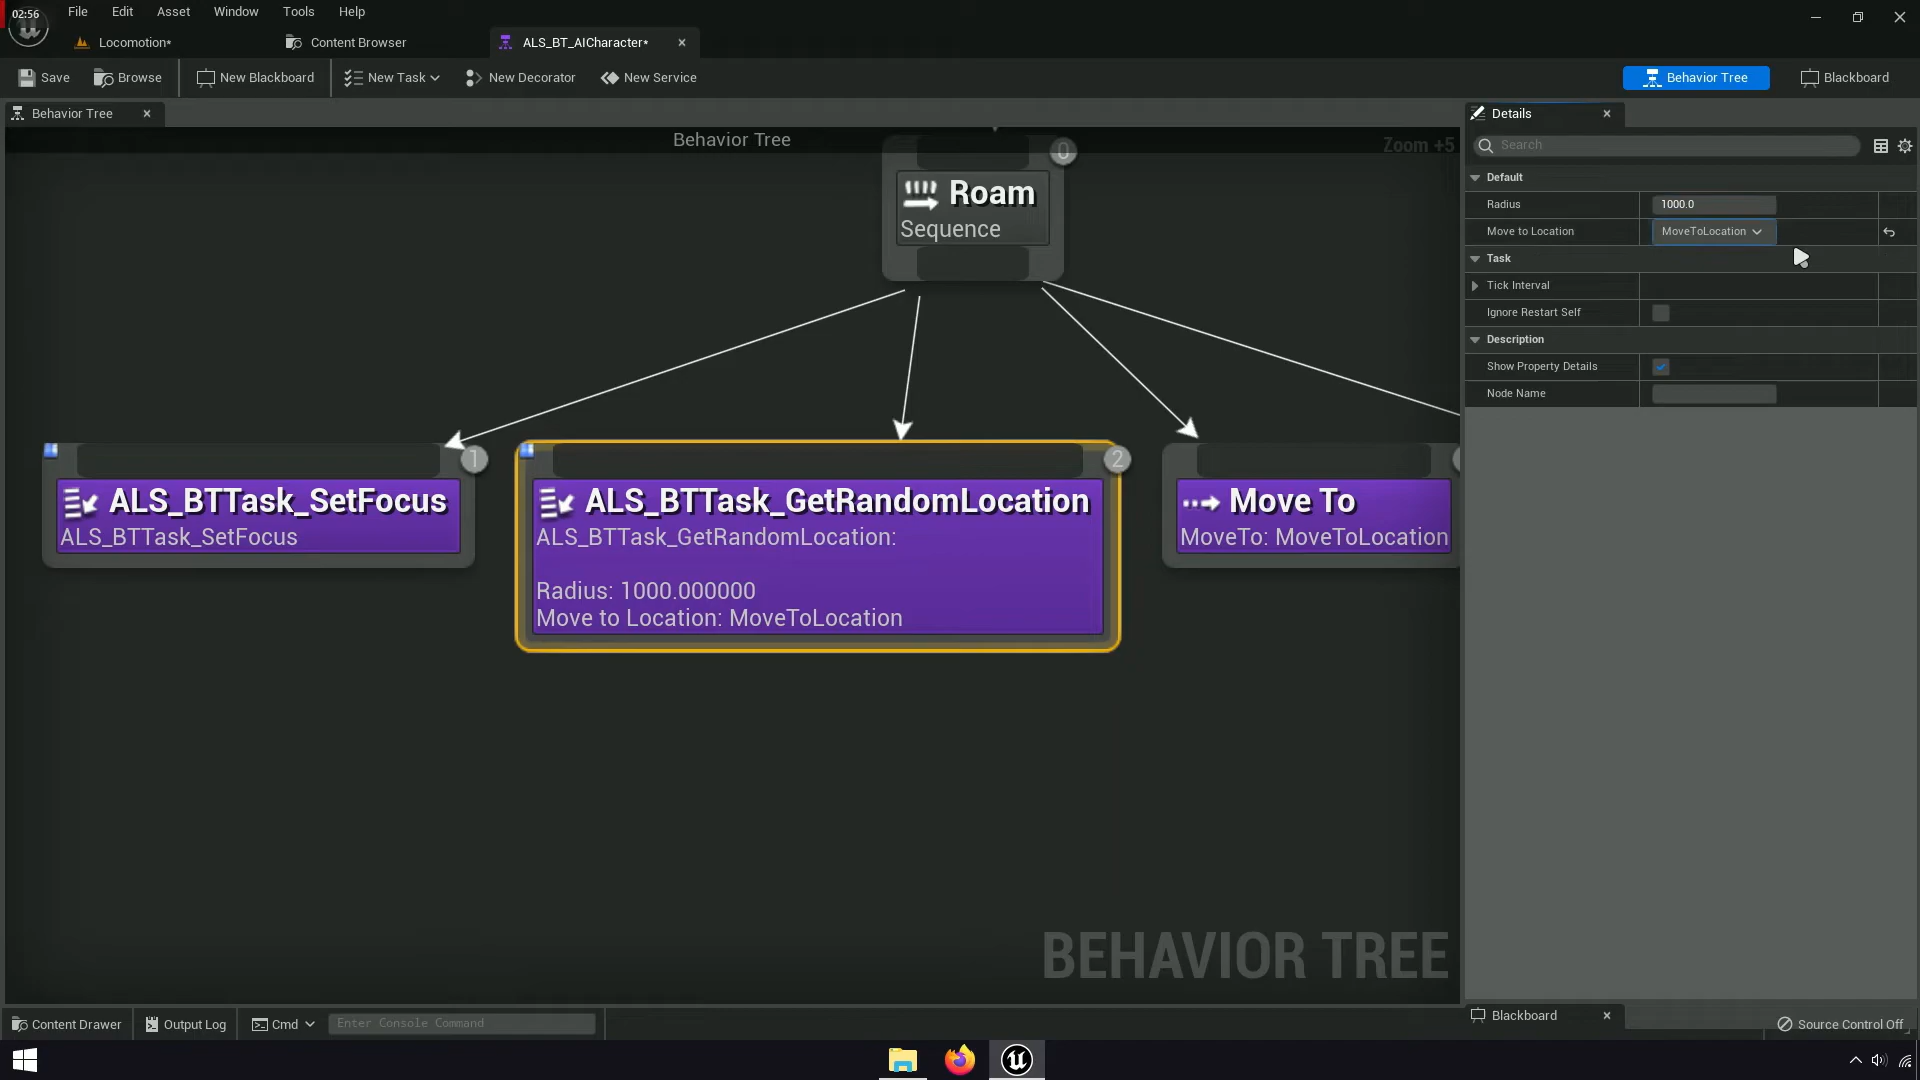 02:56
File Edit Asset Window Tools Help
Locomotion* Content Browser ALS_BT_AICharacter*
Save Browse New Blackboard New Task New Decorator New Service Behavior Tree Blackboard
Behavior Tree
Details
Behavior Tree
Zoom +5
Search
0
Roam
Sequence
Default
Radius 1000.0
Move to Location MoveToLocation
Task
Tick Interval
Ignore Restart Self
Description
Show Property Details
Node Name
1
ALS_BTTask_SetFocus
ALS_BTTask_SetFocus
2
ALS_BTTask_GetRandomLocation
ALS_BTTask_GetRandomLocation:
Radius: 1000.000000
Move to Location: MoveToLocation
Move To
MoveTo: MoveToLocation
BEHAVIOR TREE
Content Drawer Output Log Cmd Enter Console Command
Blackboard
Source Control Off